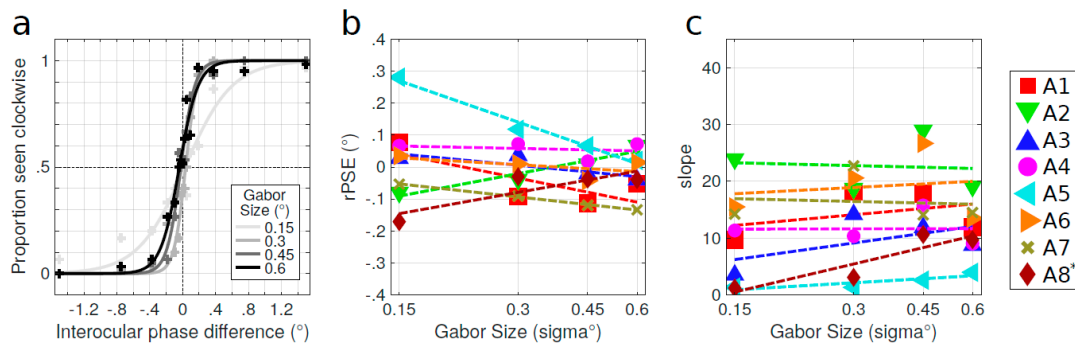 a
Proportion seen clockwise
1
.5
0
-1.2 -.8 -.4 0 .4 .8 1.2
Interocular phase difference (°)
Gabor
Size (°)
0.15
0.3
0.45
0.6
b
rPSE (°)
.4
.3
.2
.1
0
-.1
-.2
-.3
-.4
0.15 0.3 0.45 0.6
Gabor Size (sigma°)
c
slope
40
30
20
10
0
0.15 0.3 0.45 0.6
Gabor Size (sigma°)
A1
A2
A3
A4
A5
A6
A7
A8*